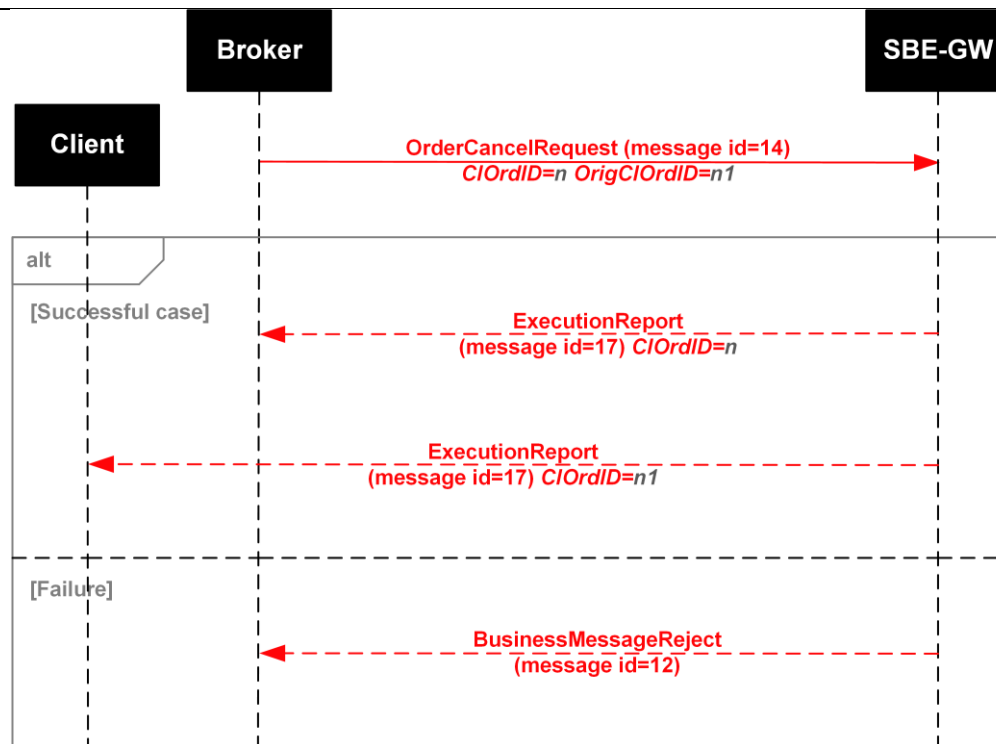 Broker
SBE-GW
Client
OrderCancelRequest (message id=14)
ClOrdID=n OrigClOrdID=n1
alt
[Successful case]
ExecutionReport
(message id=17) ClOrdID=n
ExecutionReport
(message id=17) ClOrdID=n1
[Failure]
BusinessMessageReject
(message id=12)